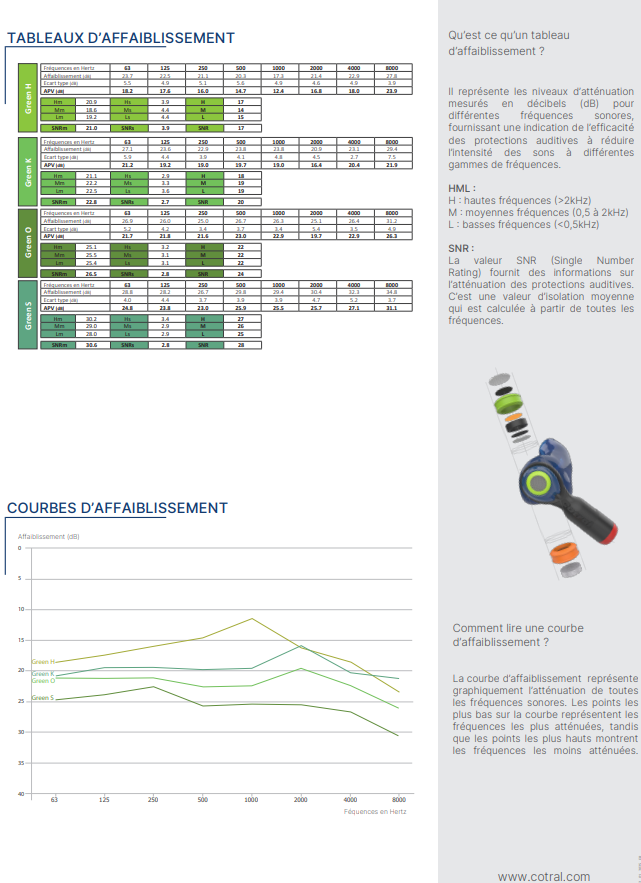 TABLEAUX D’AFFAIBLISSEMENT
Green H
Fréquences en Hertz 63 125 250 500 1000 2000 4000 8000
Affaiblissement (dB) 23.7 22.5 21.1 20.3 17.3 21.4 22.9 27.8
Ecart type (dB) 5.5 4.9 5.1 5.6 4.9 4.6 4.9 3.9
APV (dB) 18.2 17.6 16.0 14.7 12.4 16.8 18.0 23.9
Hm 20.9 Hs 3.9 H 17
Mm 18.6 Ms 4.4 M 14
Lm 19.2 Ls 4.4 L 15
SNRm 21.0 SNRs 3.9 SNR 17
Green K
Fréquences en Hertz 63 125 250 500 1000 2000 4000 8000
Affaiblissement (dB) 27.1 23.6 22.9 23.8 23.8 20.9 23.1 29.4
Ecart type (dB) 5.9 4.4 3.9 4.1 4.8 4.5 2.7 7.5
APV (dB) 21.2 19.2 19.0 19.7 19.0 16.4 20.4 21.9
Hm 21.1 Hs 2.9 H 18
Mm 22.2 Ms 3.3 M 19
Lm 22.5 Ls 3.6 L 19
SNRm 22.8 SNRs 2.7 SNR 20
Green O
Fréquences en Hertz 63 125 250 500 1000 2000 4000 8000
Affaiblissement (dB) 26.9 26.0 25.0 26.7 26.3 25.1 26.4 31.2
Ecart type (dB) 5.2 4.2 3.4 3.7 3.4 5.4 3.5 4.9
APV (dB) 21.7 21.8 21.6 23.0 22.9 19.7 22.9 26.3
Hm 25.1 Hs 3.2 H 22
Mm 25.5 Ms 3.1 M 22
Lm 25.4 Ls 3.1 L 22
SNRm 26.5 SNRs 2.8 SNR 24
Green S
Fréquences en Hertz 63 125 250 500 1000 2000 4000 8000
Affaiblissement (dB) 28.8 28.2 26.7 29.8 29.4 30.4 32.3 34.8
Ecart type (dB) 4.0 4.4 3.7 3.9 3.9 4.7 5.2 3.7
APV (dB) 24.8 23.8 23.0 25.9 25.5 25.7 27.1 31.1
Hm 30.2 Hs 3.4 H 27
Mm 29.0 Ms 2.9 M 26
Lm 28.0 Ls 2.9 L 25
SNRm 30.6 SNRs 2.8 SNR 28
COURBES D’AFFAIBLISSEMENT
Affaiblissement (dB)
0
5
10
15
20
25
30
35
40
Green H
Green K
Green O
Green S
63 125 250 500 1000 2000 4000 8000
Féquences en Hertz
Qu’est ce qu’un tableau
d’affaiblissement ?
Il représente les niveaux d’atténuation
mesurés en décibels (dB) pour
différentes fréquences sonores,
fournissant une indication de l’efficacité
des protections auditives à réduire
l’intensité des sons à différentes
gammes de fréquences.
HML :
H : hautes fréquences (>2kHz)
M : moyennes fréquences (0,5 à 2kHz)
L : basses fréquences (<0,5kHz)
SNR :
La valeur SNR (Single Number
Rating) fournit des informations sur
l’atténuation des protections auditives.
C’est une valeur d’isolation moyenne
qui est calculée à partir de toutes les
fréquences.
Comment lire une courbe
d’affaiblissement ?
La courbe d’affaiblissement représente
graphiquement l’atténuation de toutes
les fréquences sonores. Les points les
plus bas sur la courbe représentent les
fréquences les plus atténuées, tandis
que les points les plus hauts montrent
les fréquences les moins atténuées.
www.cotral.com